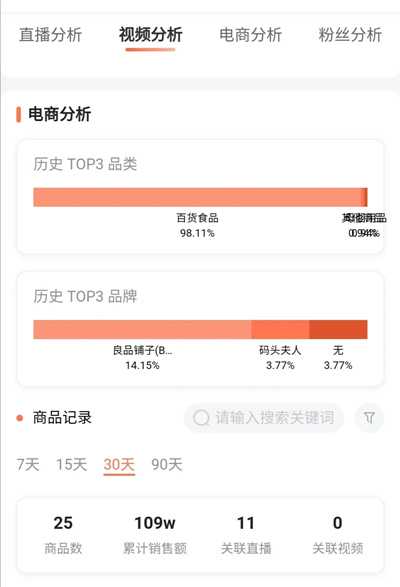 直播分析 视频分析 电商分析 粉丝分析
电商分析
历史 TOP3 品类
百货食品
98.11%
历史 TOP3 品牌
良品铺子(B... 码头夫人 无
14.15% 3.77% 3.77%
商品记录 请输入搜索关键词
7天 15天 30天 90天
25 109w 11 0
商品数 累计销售额 关联直播 关联视频